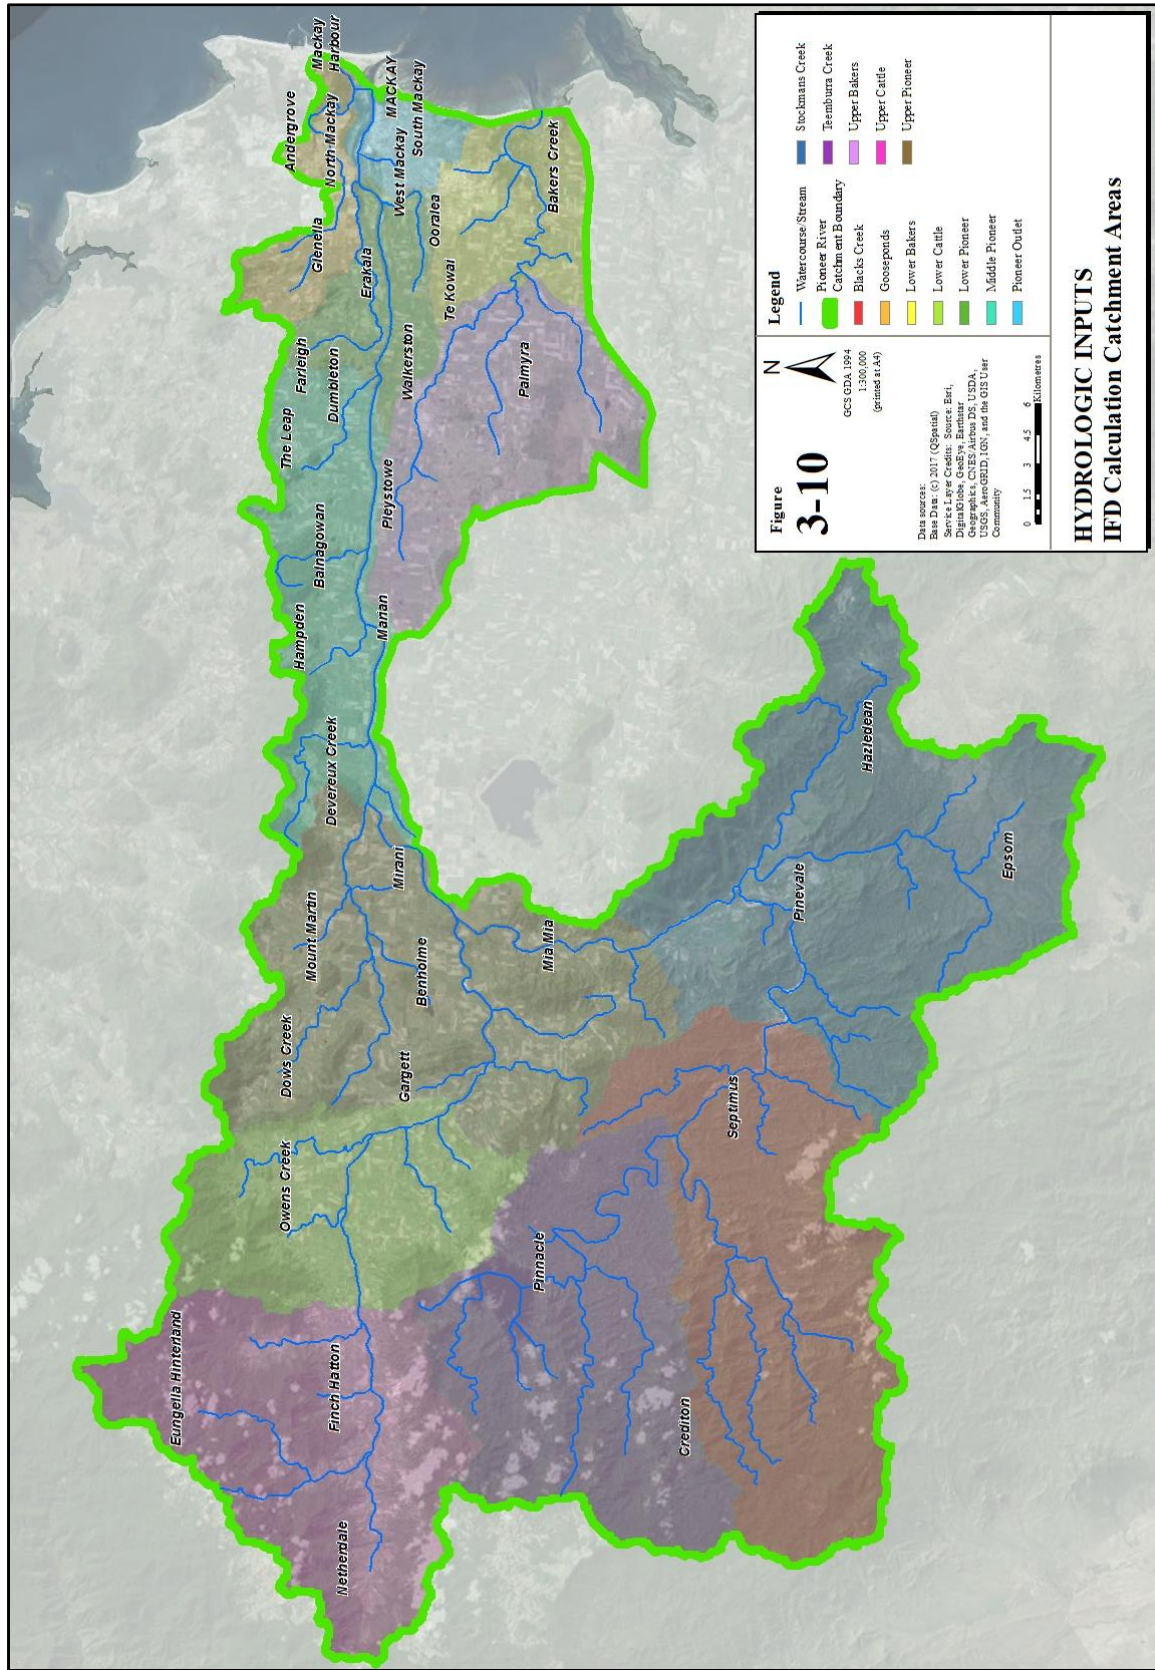 Eungella Hinterland
Netherdale
Finch Hatton
Owens Creek
Dows Creek
Mount Martin
Gargett
Benholme
Mirani
Devereux Creek
Mia Mia
Pinnacle
Crediton
Septimus
Pinevale
Epsom
Hazledean
Hampden
Balnagowan
The Leap
Farleigh
Dumbleton
Marian
Pleystowe
Walkerston
Palmyra
Te Kowai
Ooralea
Bakers Creek
Erakala
Glenella
Andergrove
North Mackay
Mackay
Harbour
MACKAY
West Mackay
South Mackay
Figure
3-10
N
GCS GDA 1994
1:300,000
(printed at A4)
Data sources:
Base Data: (c) 2017 (QSpatial)
Service Layer Credits: Source: Esri,
DigitalGlobe, GeoEye, Earthstar
Geographics, CNES/Airbus DS, USDA,
USGS, AeroGRID, IGN, and the GIS User
Community
0 1.5 3 4.5 6
Kilometres
Legend
Watercourse/Stream
Pioneer River
Catchment Boundary
Blacks Creek
Gooseponds
Lower Bakers
Lower Cattle
Lower Pioneer
Middle Pioneer
Pioneer Outlet
Stockmans Creek
Teemburra Creek
Upper Bakers
Upper Cattle
Upper Pioneer
HYDROLOGIC INPUTS
IFD Calculation Catchment Areas